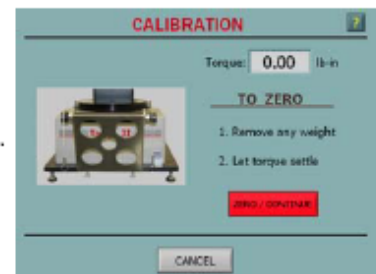 CALIBRATION
?
Torque: 0.00 lb-in
TO ZERO
1. Remove any weight
2. Let torque settle
ZERO / CONTINUE
CANCEL